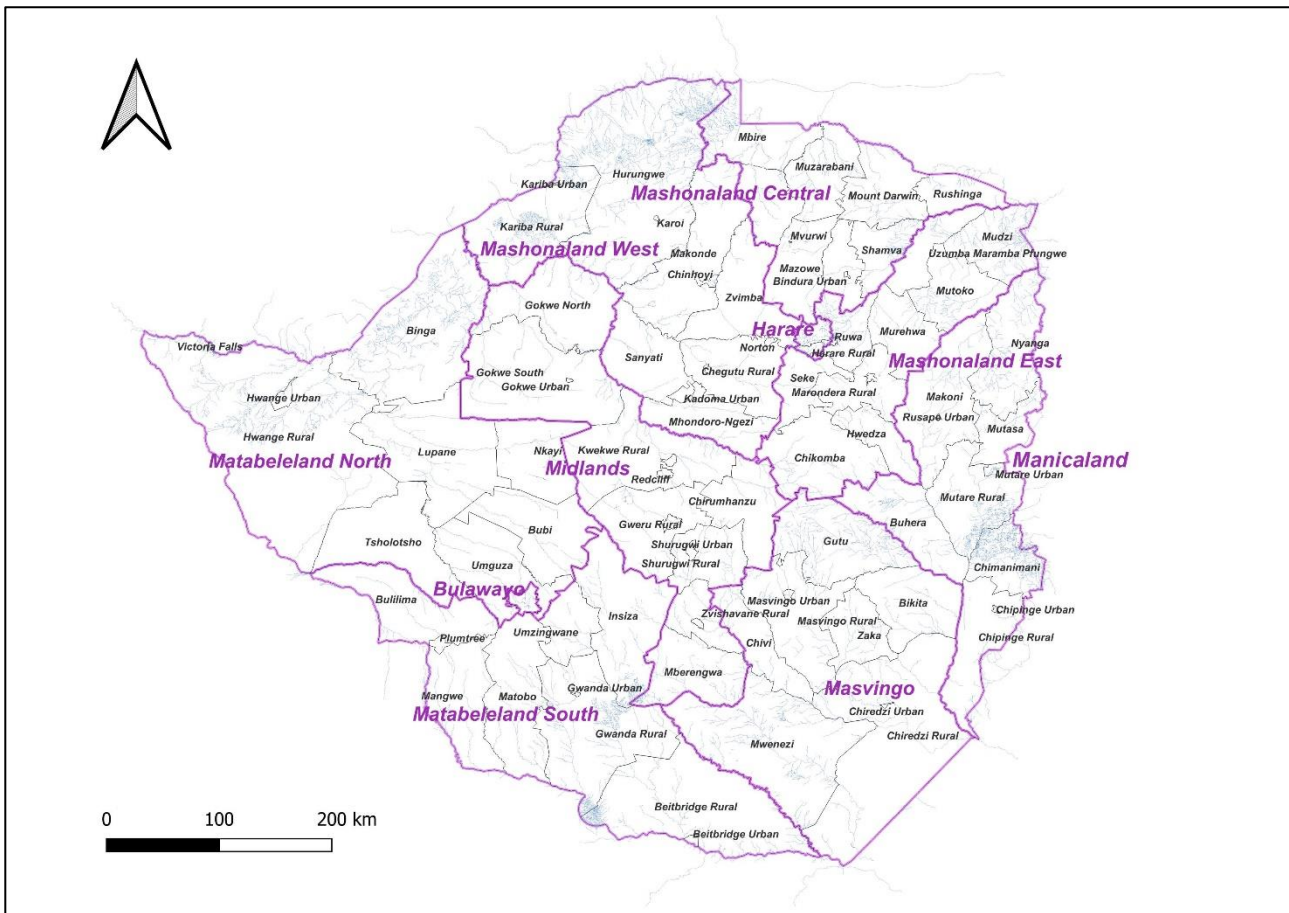 Mbire
Muzarabani
Hurungwe
Kariba Urban
Mashonaland Central
Mount Darwin
Rushinga
Karoi
Kariba Rural
Mvurwi
Mudzi
Mashonaland West
Makonde
Shamva
Uzumba Maramba Pfungwe
Chinhoyi
Mazowe
Bindura Urban
Mutoko
Zvimba
Gokwe North
Binga
Harare
Murehwa
Ruwa
Nyanga
Victoria Falls
Norton
Harare Rural
Sanyati
Mashonaland East
Gokwe South
Chegutu Rural
Seke
Gokwe Urban
Marondera Rural
Hwange Urban
Kadoma Urban
Makoni
Rusape Urban
Mhondoro-Ngezi
Mutasa
Hwange Rural
Hwedza
Lupane
Nkayi
Kwekwe Rural
Chikomba
Matabeleland North
Midlands
Manicaland
Redcliff
Mutare Urban
Chirumhanzu
Mutare Rural
Gweru Rural
Buhera
Bubi
Tsholotsho
Gutu
Shurugwi Urban
Umguza
Shurugwi Rural
Chimanimani
Bulawayo
Bulilima
Masvingo Urban
Bikita
Insiza
Zvishavane Rural
Chipinge Urban
Masvingo Rural
Umzingwane
Plumtree
Zaka
Chipinge Rural
Chivi
Mberengwa
Mangwe
Matobo
Gwanda Urban
Masvingo
Matabeleland South
Chiredzi Urban
Gwanda Rural
Chiredzi Rural
Mwenezi
Beitbridge Rural
Beitbridge Urban
0 100 200 km